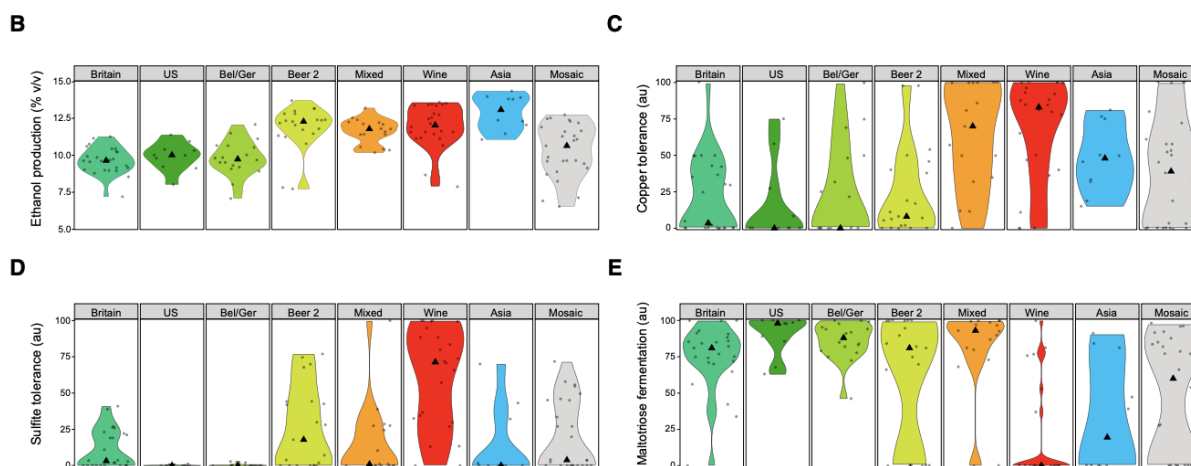 B
Britain US Bel/Ger Beer 2 Mixed Wine Asia Mosaic
Ethanol production (% v/v)
15.0
12.5
10.0
7.5
5.0
C
Britain US Bel/Ger Beer 2 Mixed Wine Asia Mosaic
Copper tolerance (au)
100
75
50
25
0
D
Britain US Bel/Ger Beer 2 Mixed Wine Asia Mosaic
Sulfite tolerance (au)
100
75
50
25
0
E
Britain US Bel/Ger Beer 2 Mixed Wine Asia Mosaic
Maltotriose fermentation (au)
100
75
50
25
0